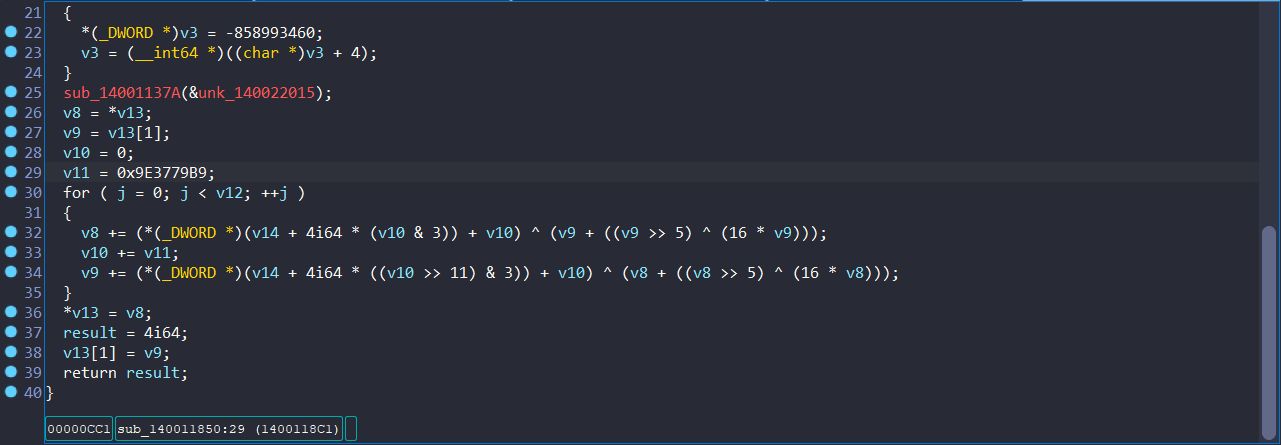 21 {
22 *(_DWORD *)v3 = -858993460;
23 v3 = (__int64 *)((char *)v3 + 4);
24 }
25 sub_14001137A(&unk_140022015);
26 v8 = *v13;
27 v9 = v13[1];
28 v10 = 0;
29 v11 = 0x9E3779B9;
30 for ( j = 0; j < v12; ++j )
31 {
32 v8 += (*(_DWORD *)(v14 + 4i64 * (v10 & 3)) + v10) ^ (v9 + ((v9 >> 5) ^ (16 * v9)));
33 v10 += v11;
34 v9 += (*(_DWORD *)(v14 + 4i64 * ((v10 >> 11) & 3)) + v10) ^ (v8 + ((v8 >> 5) ^ (16 * v8)));
35 }
36 *v13 = v8;
37 result = 4i64;
38 v13[1] = v9;
39 return result;
40 }
00000CC1 sub_140011850:29 (1400118C1)